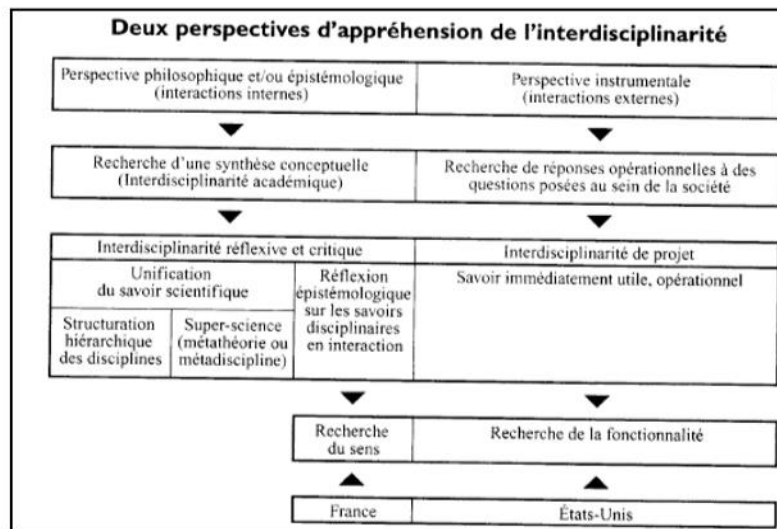 Deux perspectives d'appréhension de l'interdisciplinarité
Perspective philosophique et/ou épistémologique
(interactions internes)
Perspective instrumentale
(interactions externes)
Recherche d'une synthèse conceptuelle
(Interdisciplinarité académique)
Recherche de réponses opérationnelles à des
questions posées au sein de la société
Interdisciplinarité réflexive et critique
Interdisciplinarité de projet
Unification
du savoir scientifique
Réflexion
épistémologique
sur les savoirs
disciplinaires
en interaction
Savoir immédiatement utile, opérationnel
Structuration
hiérarchique
des disciplines
Super-science
(métathéorie ou
métadiscipline)
Recherche
du sens
Recherche de la fonctionnalité
France
États-Unis